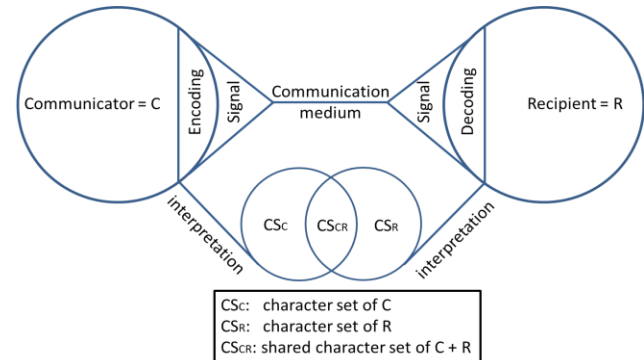 Communicator = C
Encoding
Signal
Communication
medium
Signal
Decoding
Recipient = R
interpretation
CSC
CSCR
CSR
interpretation
CSC: character set of C
CSR: character set of R
CSCR: shared character set of C + R